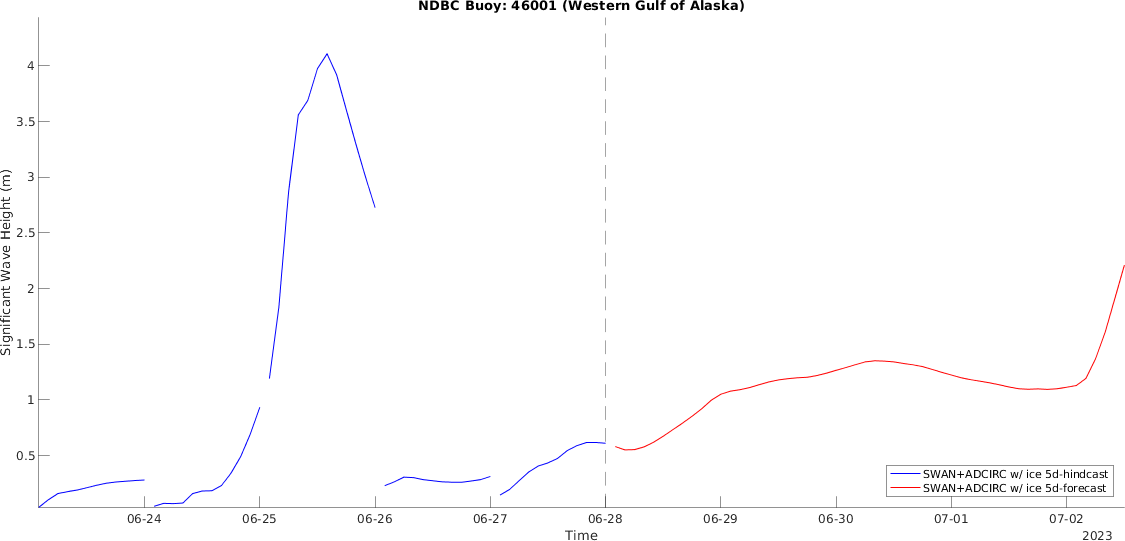 NDBC Buoy: 46001 (Western Gulf of Alaska)
Significant Wave Height (m)
4
3.5
3
2.5
2
1.5
1
0.5
SWAN+ADCIRC w/ ice 5d-hindcast
SWAN+ADCIRC w/ ice 5d-forecast
06-24 06-25 06-26 06-27 06-28 06-29 06-30 07-01 07-02
Time
2023